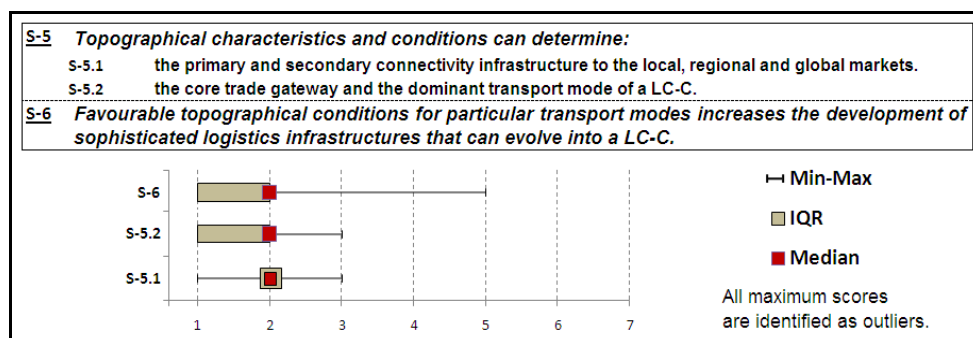 S-5 Topographical characteristics and conditions can determine:
S-5.1 the primary and secondary connectivity infrastructure to the local, regional and global markets.
S-5.2 the core trade gateway and the dominant transport mode of a LC-C.
S-6 Favourable topographical conditions for particular transport modes increases the development of
sophisticated logistics infrastructures that can evolve into a LC-C.
S-6
S-5.2
S-5.1
1 2 3 4 5 6 7
Min-Max
IQR
Median
All maximum scores
are identified as outliers.